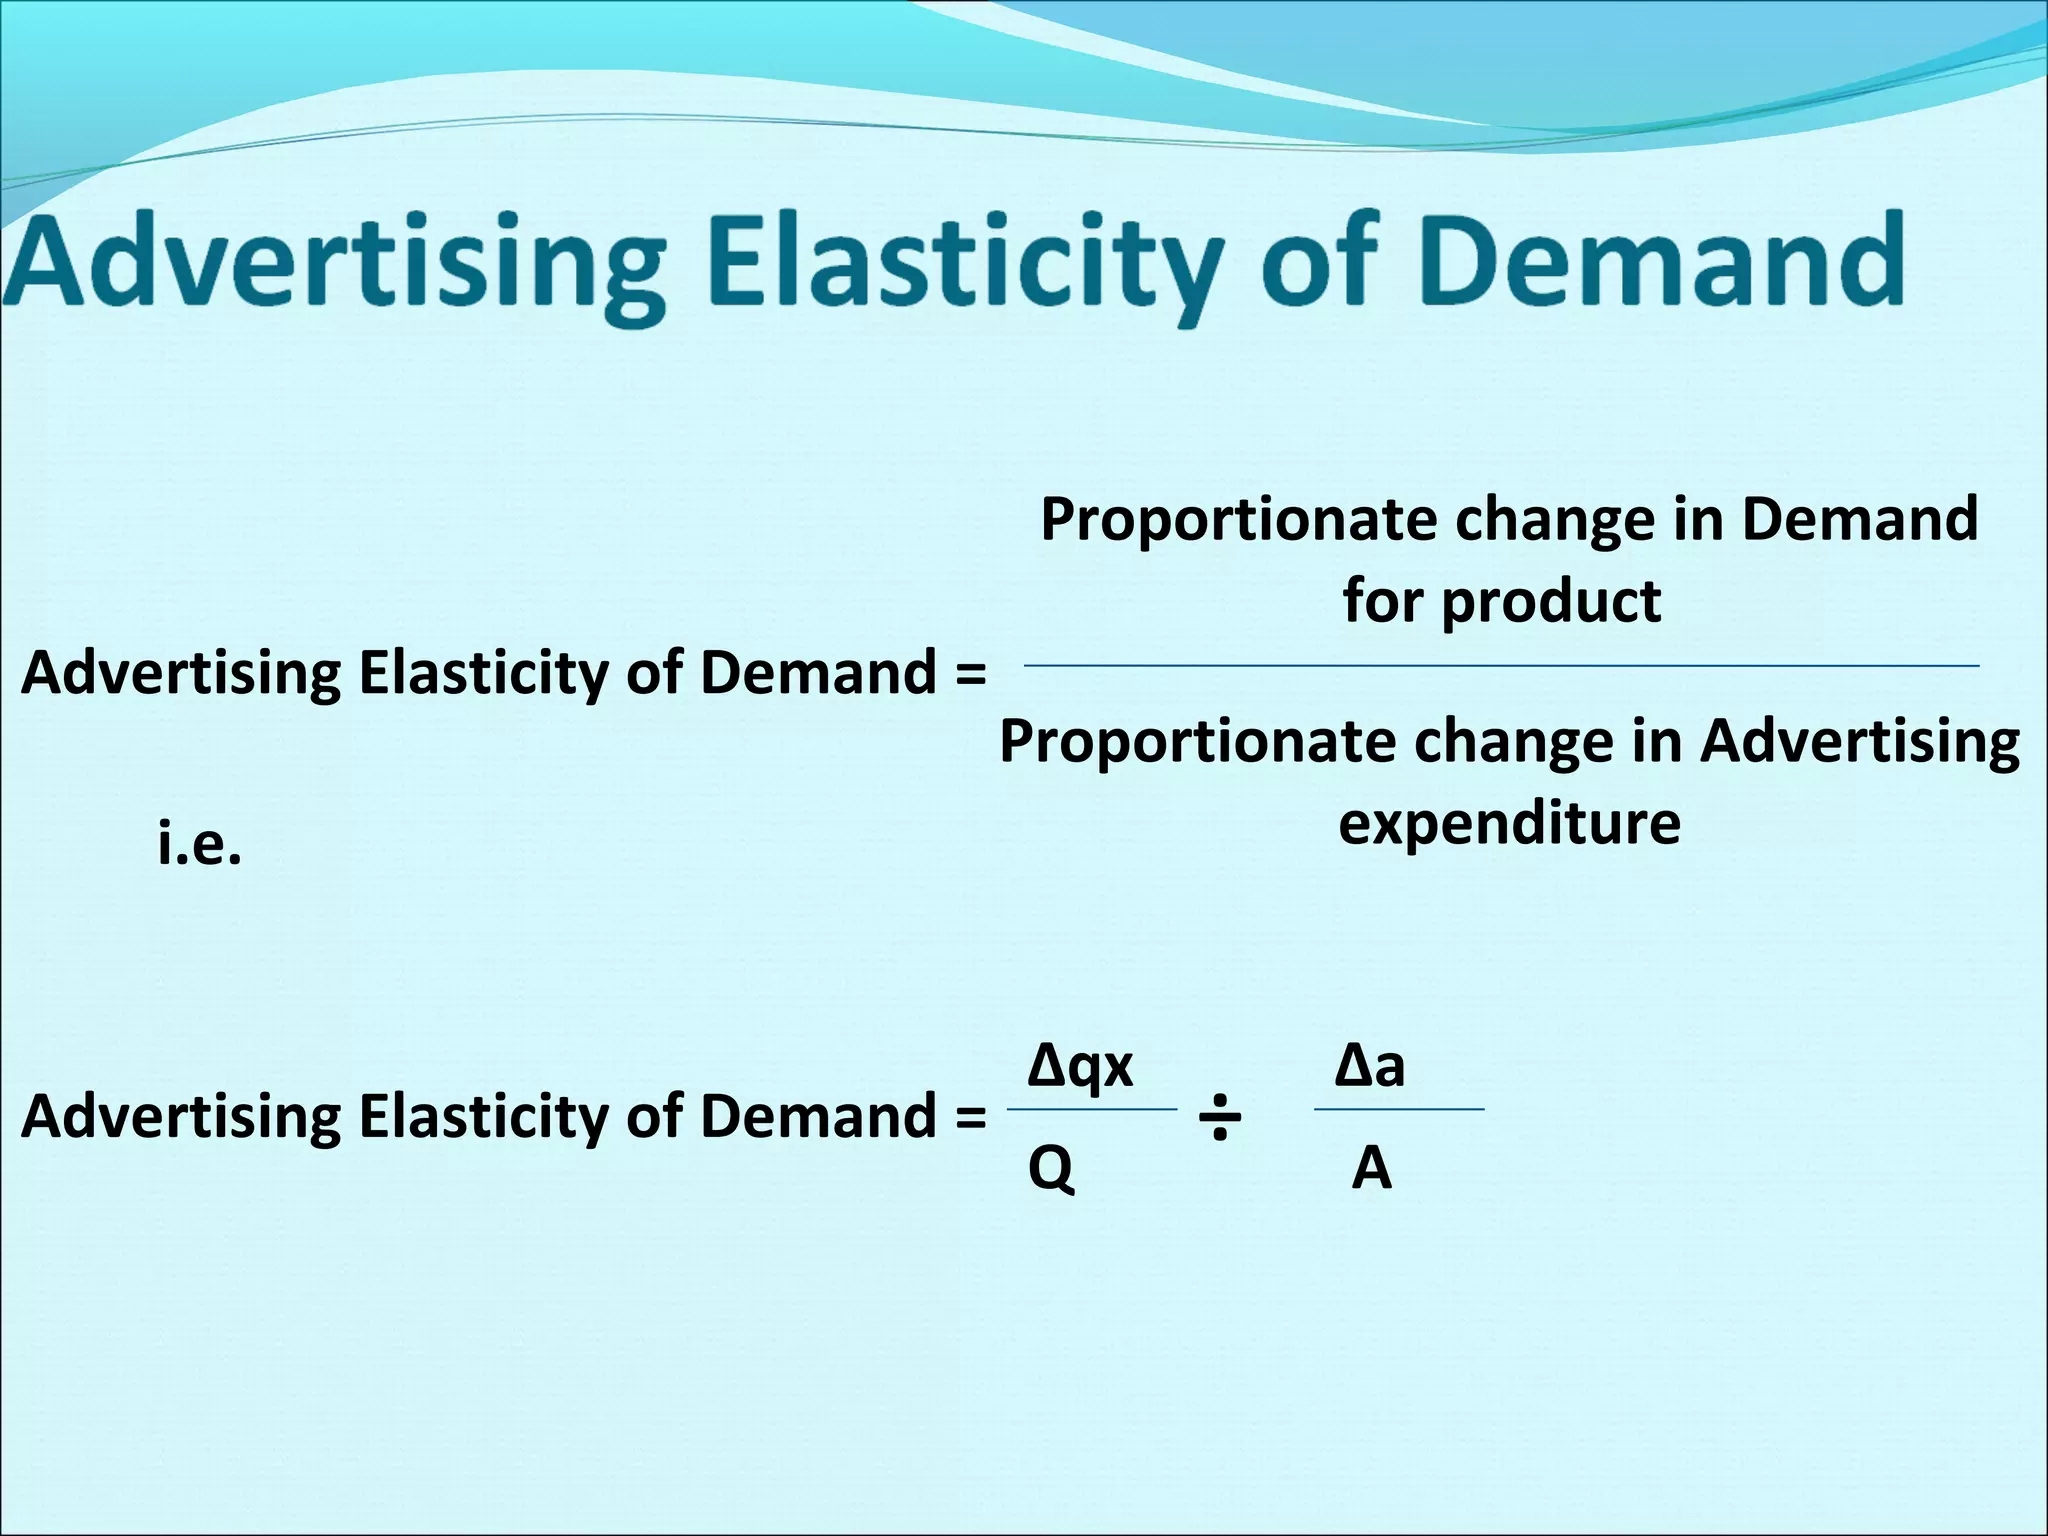 Advertising Elasticity of Demand
Proportionate change in Demand
for product
Advertising Elasticity of Demand =
Proportionate change in Advertising
expenditure
i.e.
Δqx Δa
Advertising Elasticity of Demand = ÷
Q A